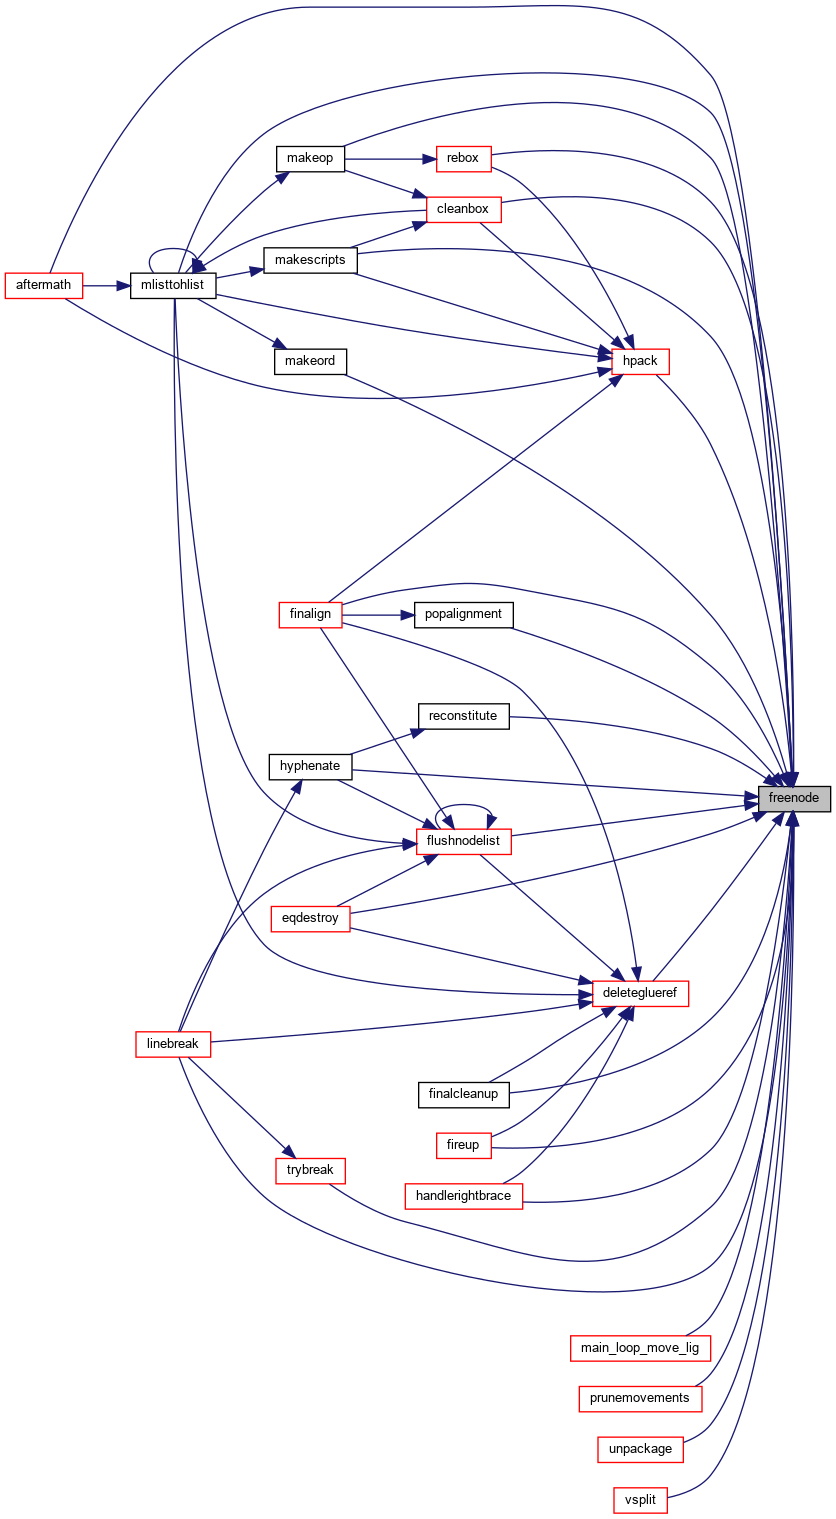 makeop
rebox
cleanbox
makescripts
aftermath
mlisttohlist
makeord
hpack
finalign
popalignment
reconstitute
hyphenate
freenode
flushnodelist
eqdestroy
deleteglueref
linebreak
finalcleanup
fireup
trybreak
handlerightbrace
main_loop_move_lig
prunemovements
unpackage
vsplit